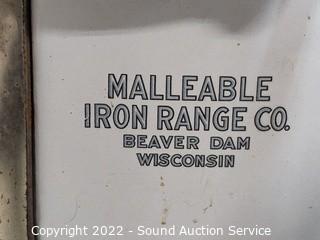 MALLEABLE
IRON RANGE CO.
BEAVER DAM
WISCONSIN
Copyright 2022 - Sound Auction Service